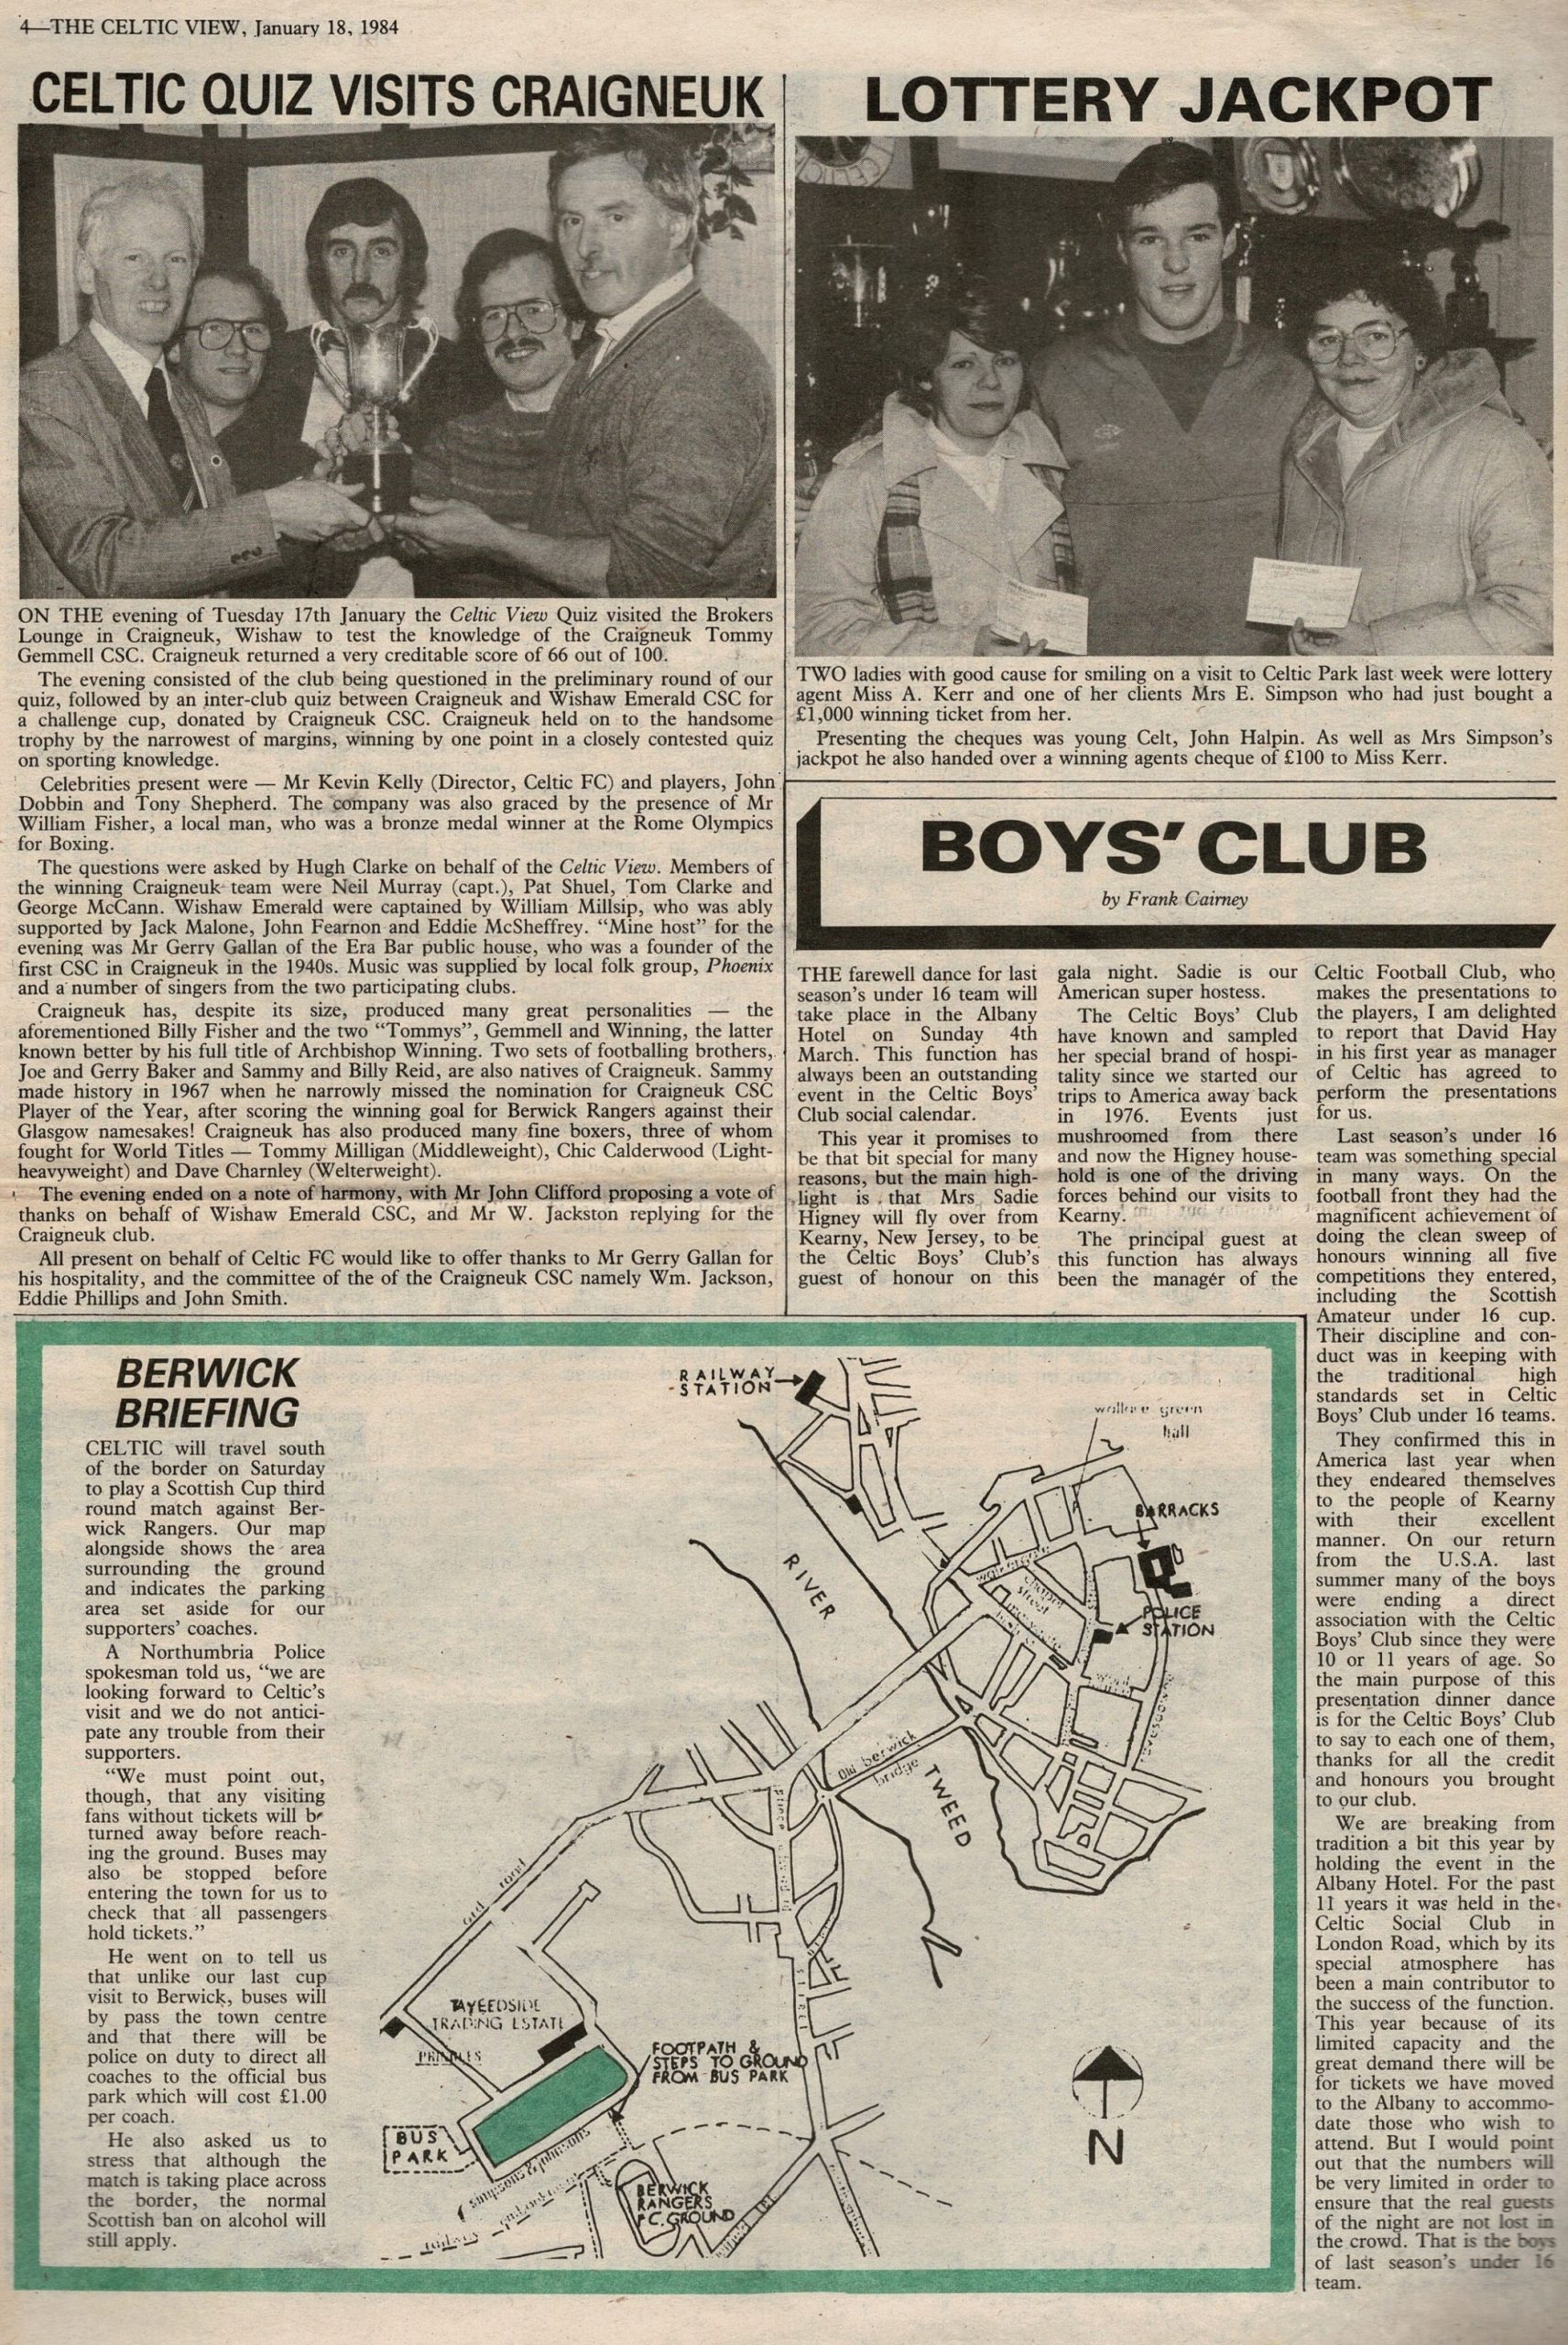 4—THE CELTIC VIEW, January 18, 1984
CELTIC QUIZ VISITS CRAIGNEUK
ON THE evening of Tuesday 17th January the Celtic View Quiz visited the Brokers
Lounge in Craigneuk, Wishaw to test the knowledge of the Craigneuk Tommy
Gemmell CSC. Craigneuk returned a very creditable score of 66 out of 100.
The evening consisted of the club being questioned in the preliminary round of our
quiz, followed by an inter-club quiz between Craigneuk and Wishaw Emerald CSC for
a challenge cup, donated by Craigneuk CSC. Craigneuk held on to the handsome
trophy by the narrowest of margins, winning by one point in a closely contested quiz
on sporting knowledge.
Celebrities present were — Mr Kevin Kelly (Director, Celtic FC) and players, John
Dobbin and Tony Shepherd. The company was also graced by the presence of Mr
William Fisher, a local man, who was a bronze medal winner at the Rome Olympics
for Boxing.
The questions were asked by Hugh Clarke on behalf of the Celtic View. Members of
the winning Craigneuk team were Neil Murray (capt.), Pat Shuel, Tom Clarke and
George McCann. Wishaw Emerald were captained by William Millsip, who was ably
supported by Jack Malone, John Fearnon and Eddie McSheffrey. “Mine host” for the
evening was Mr Gerry Gallan of the Era Bar public house, who was a founder of the
first CSC in Craigneuk in the 1940s. Music was supplied by local folk group, Phoenix
and a number of singers from the two participating clubs.
Craigneuk has, despite its size, produced many great personalities — the
aforementioned Billy Fisher and the two “Tommys”, Gemmell and Winning, the latter
known better by his full title of Archbishop Winning. Two sets of footballing brothers,
Joe and Gerry Baker and Sammy and Billy Reid, are also natives of Craigneuk. Sammy
made history in 1967 when he narrowly missed the nomination for Craigneuk CSC
Player of the Year, after scoring the winning goal for Berwick Rangers against their
Glasgow namesakes! Craigneuk has also produced many fine boxers, three of whom
fought for World Titles — Tommy Milligan (Middleweight), Chic Calderwood (Light-
heavyweight) and Dave Charnley (Welterweight).
The evening ended on a note of harmony, with Mr John Clifford proposing a vote of
thanks on behalf of Wishaw Emerald CSC, and Mr W. Jackston replying for the
Craigneuk club.
All present on behalf of Celtic FC would like to offer thanks to Mr Gerry Gallan for
his hospitality, and the committee of the of the Craigneuk CSC namely Wm. Jackson,
Eddie Phillips and John Smith.
LOTTERY JACKPOT
TWO ladies with good cause for smiling on a visit to Celtic Park last week were lottery
agent Miss A. Kerr and one of her clients Mrs E. Simpson who had just bought a
£1,000 winning ticket from her.
Presenting the cheques was young Celt, John Halpin. As well as Mrs Simpson’s
jackpot he also handed over a winning agents cheque of £100 to Miss Kerr.
BOYS’ CLUB
by Frank Cairney
THE farewell dance for last
season’s under 16 team will
take place in the Albany
Hotel on Sunday 4th
March. This function has
always been an outstanding
event in the Celtic Boys’
Club social calendar.
This year it promises to
be that bit special for many
reasons, but the main high-
light is that Mrs Sadie
Higney will fly over from
Kearny, New Jersey, to be
the Celtic Boys’ Club’s
guest of honour on this
gala night. Sadie is our
American super hostess.
The Celtic Boys’ Club
have known and sampled
her special brand of hospi-
tality since we started our
trips to America away back
in 1976. Events just
mushroomed from there
and now the Higney house-
hold is one of the driving
forces behind our visits to
Kearny.
The principal guest at
this function has always
been the manager of the
Celtic Football Club, who
makes the presentations to
the players, I am delighted
to report that David Hay
in his first year as manager
of Celtic has agreed to
perform the presentations
for us.
Last season’s under 16
team was something special
in many ways. On the
football front they had the
magnificent achievement of
doing the clean sweep of
honours winning all five
competitions they entered,
including the Scottish
Amateur under 16 cup.
Their discipline and con-
duct was in keeping with
the traditional high
standards set in Celtic
Boys’ Club under 16 teams.
They confirmed this in
America last year when
they endeared themselves
to the people of Kearny
with their excellent
manner. On our return
from the U.S.A. last
summer many of the boys
were ending a direct
association with the Celtic
Boys’ Club since they were
10 or 11 years of age. So
the main purpose of this
presentation dinner dance
is for the Celtic Boys’ Club
to say to each one of them,
thanks for all the credit
and honours you brought
to our club.
We are breaking from
tradition a bit this year by
holding the event in the
Albany Hotel. For the past
11 years it was held in the
Celtic Social Club in
London Road, which by its
special atmosphere has
been a main contributor to
the success of the function.
This year because of its
limited capacity and the
great demand there will be
for tickets we have moved
to the Albany to accommo-
date those who wish to
attend. But I would point
out that the numbers will
be very limited in order to
ensure that the real guests
of the night are not lost in
the crowd. That is the boys
of last season’s under 16
team.
BERWICK
BRIEFING
CELTIC will travel south
of the border on Saturday
to play a Scottish Cup third
round match against Ber-
wick Rangers. Our map
alongside shows the area
surrounding the ground
and indicates the parking
area set aside for our
supporters’ coaches.
A Northumbria Police
spokesman told us, “we are
looking forward to Celtic’s
visit and we do not antici-
pate any trouble from their
supporters.
“We must point out,
though, that any visiting
fans without tickets will be
turned away before reach-
ing the ground. Buses may
also be stopped before
entering the town for us to
check that all passengers
hold tickets.”
He went on to tell us
that unlike our last cup
visit to Berwick, buses will
by pass the town centre
and that there will be
police on duty to direct all
coaches to the official bus
park which will cost £1.00
per coach.
He also asked us to
stress that although the
match is taking place across
the border, the normal
Scottish ban on alcohol will
still apply.
RAILWAY
STATION
wallace green
hall
BARRACKS
POLICE
STATION
RIVER
TWEED
Old berwick
bridge
road
TWEEDSIDE
TRADING ESTATE
FOOTPATH &
STEPS TO GROUND
FROM BUS PARK
BUS
PARK
BERWICK
RANGERS
F.C. GROUND
N